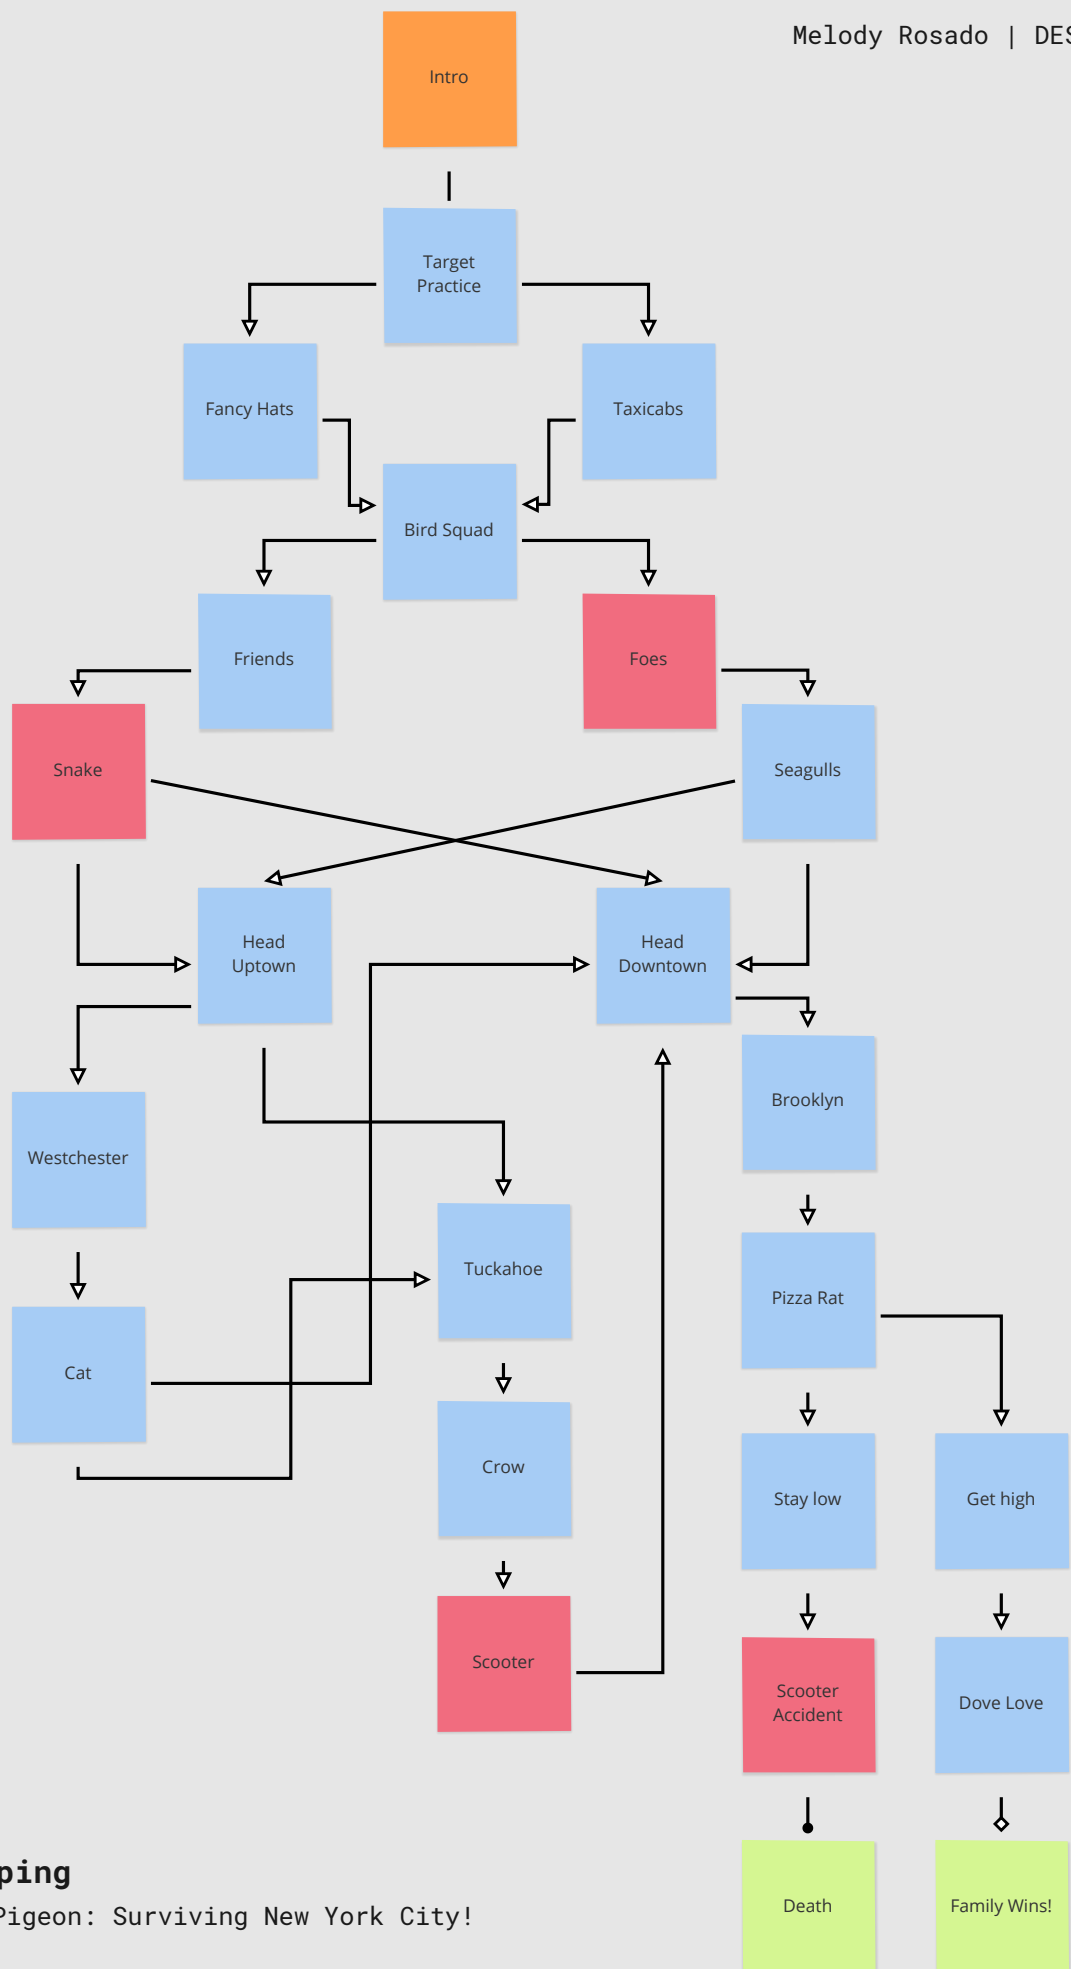 Melody Rosado | DES
Intro
Target
Practice
Fancy Hats
Taxicabs
Bird Squad
Friends
Foes
Snake
Seagulls
Head
Uptown
Head
Downtown
Brooklyn
Westchester
Tuckahoe
Pizza Rat
Cat
Crow
Stay low
Get high
Scooter
Scooter
Accident
Dove Love
ping
Pigeon: Surviving New York City!
Death
Family Wins!